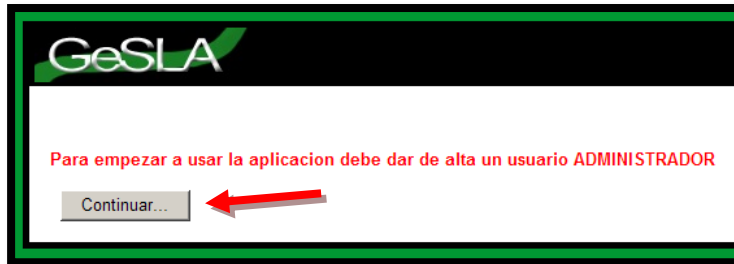 GeSLA
Para empezar a usar la aplicacion debe dar de alta un usuario ADMINISTRADOR
Continuar...